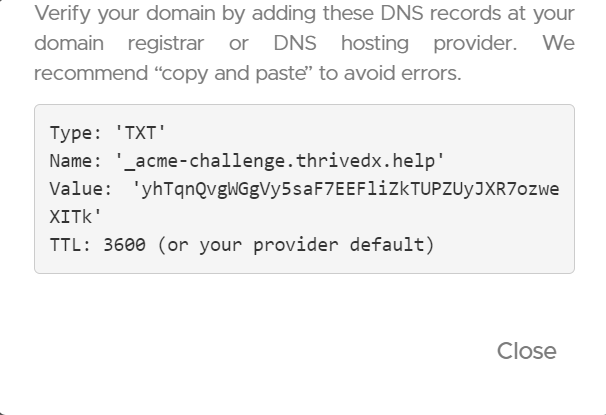 Verify your domain by adding these DNS records at your
domain registrar or DNS hosting provider. We
recommend “copy and paste” to avoid errors.
Type: 'TXT'
Name: '_acme-challenge.thrivedx.help'
Value: 'yhTqnQvgWGgVy5saF7EEFliZkTUPZUyJXR7ozwe
XITk'
TTL: 3600 (or your provider default)
Close